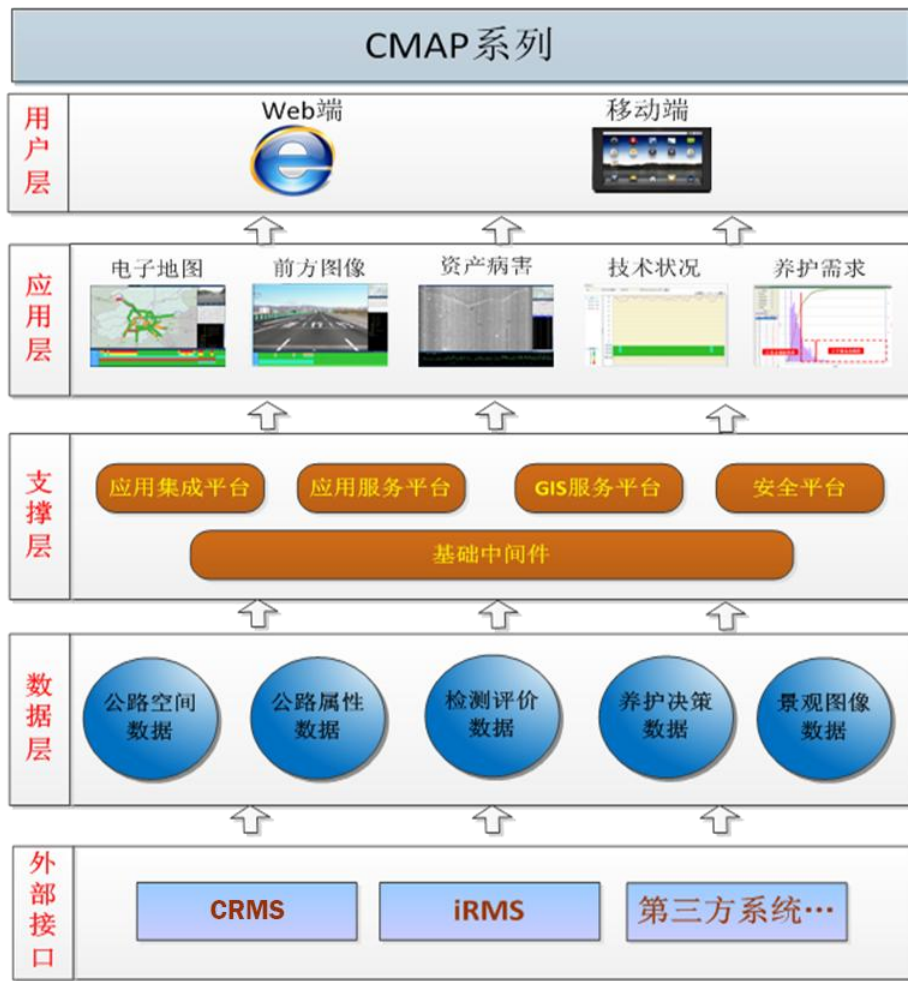 CMAP系列
用户层
Web端
移动端
应用层
电子地图
前方图像
资产病害
技术状况
养护需求
支撑层
应用集成平台
应用服务平台
GIS服务平台
安全平台
基础中间件
数据层
公路空间
数据
公路属性
数据
检测评价
数据
养护决策
数据
景观图像
数据
外部接口
CRMS
iRMS
第三方系统…